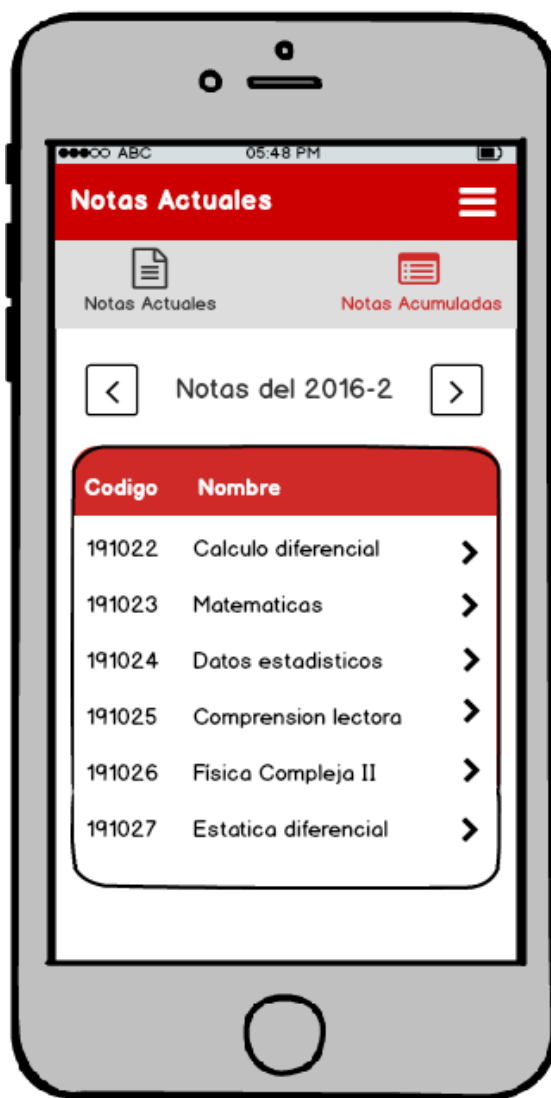 ABC 05:48 PM
Notas Actuales
Notas Actuales Notas Acumuladas
Notas del 2016-2
Codigo Nombre
191022 Calculo diferencial
191023 Matematicas
191024 Datos estadisticos
191025 Comprension lectora
191026 Física Compleja II
191027 Estatica diferencial